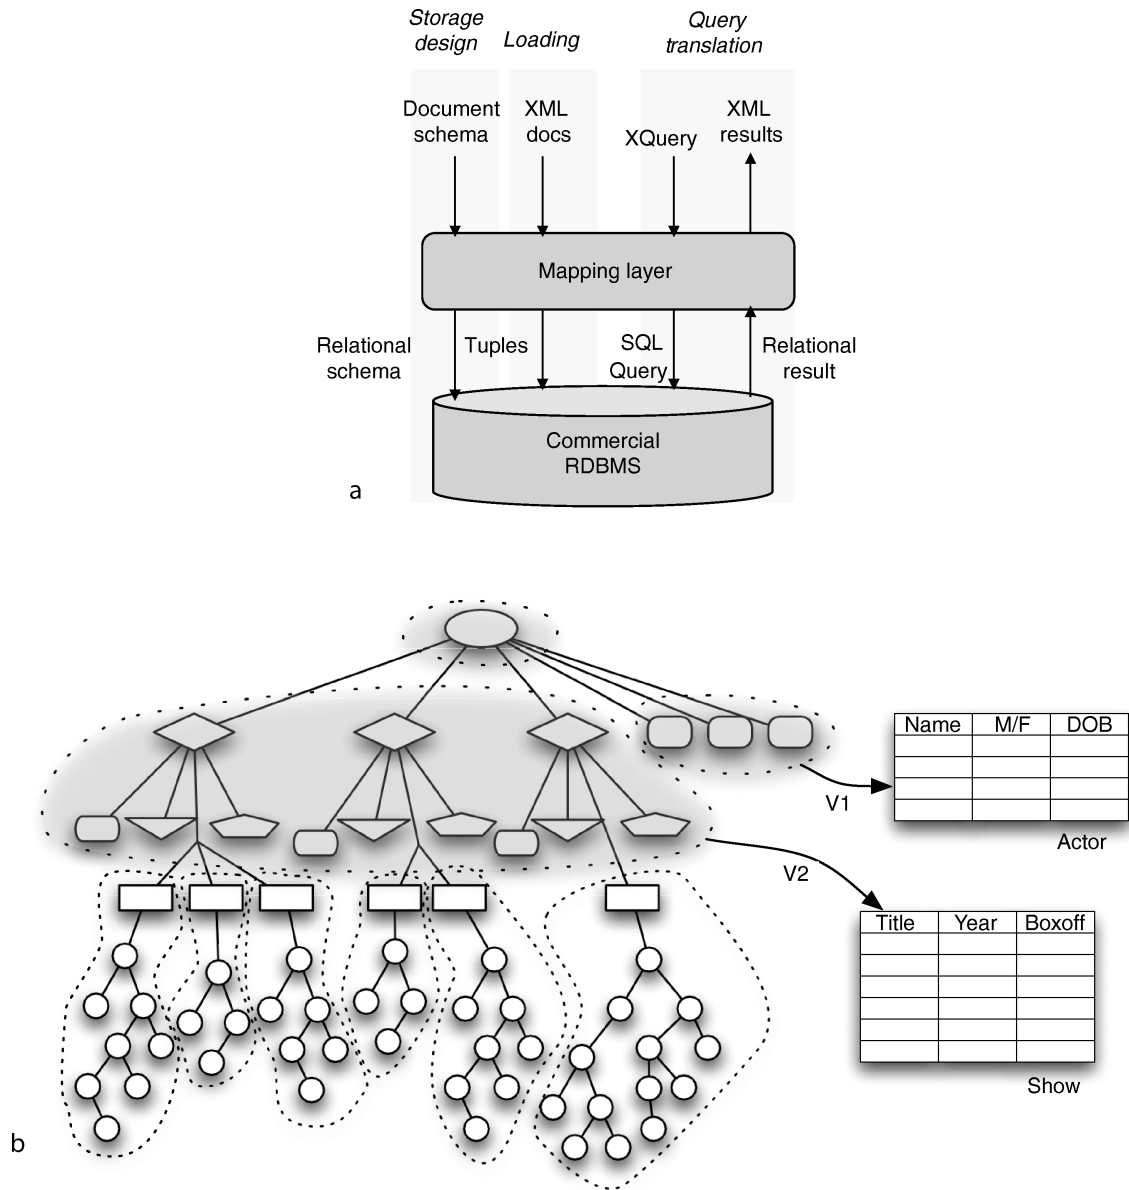 Storage
design
Loading
Query
translation
Document
schema
XML
docs
XQuery
XML
results
Mapping layer
Relational
schema
Tuples
SQL
Query
Relational
result
Commercial
RDBMS
a
Name M/F DOB
V1
Actor
V2
Title Year Boxoff
Show
b